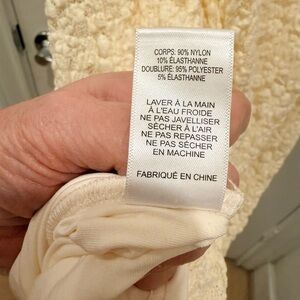 CORPS: 90% NYLON
10% ÉLASTHANNE
DOUBLURE: 95% POLYESTER
5% ÉLASTHANNE
LAVER À LA MAIN
À L'EAU FROIDE
NE PAS JAVELLISER
SÉCHER À L'AIR
NE PAS REPASSER
NE PAS SÉCHER
EN MACHINE
FABRIQUÉ EN CHINE